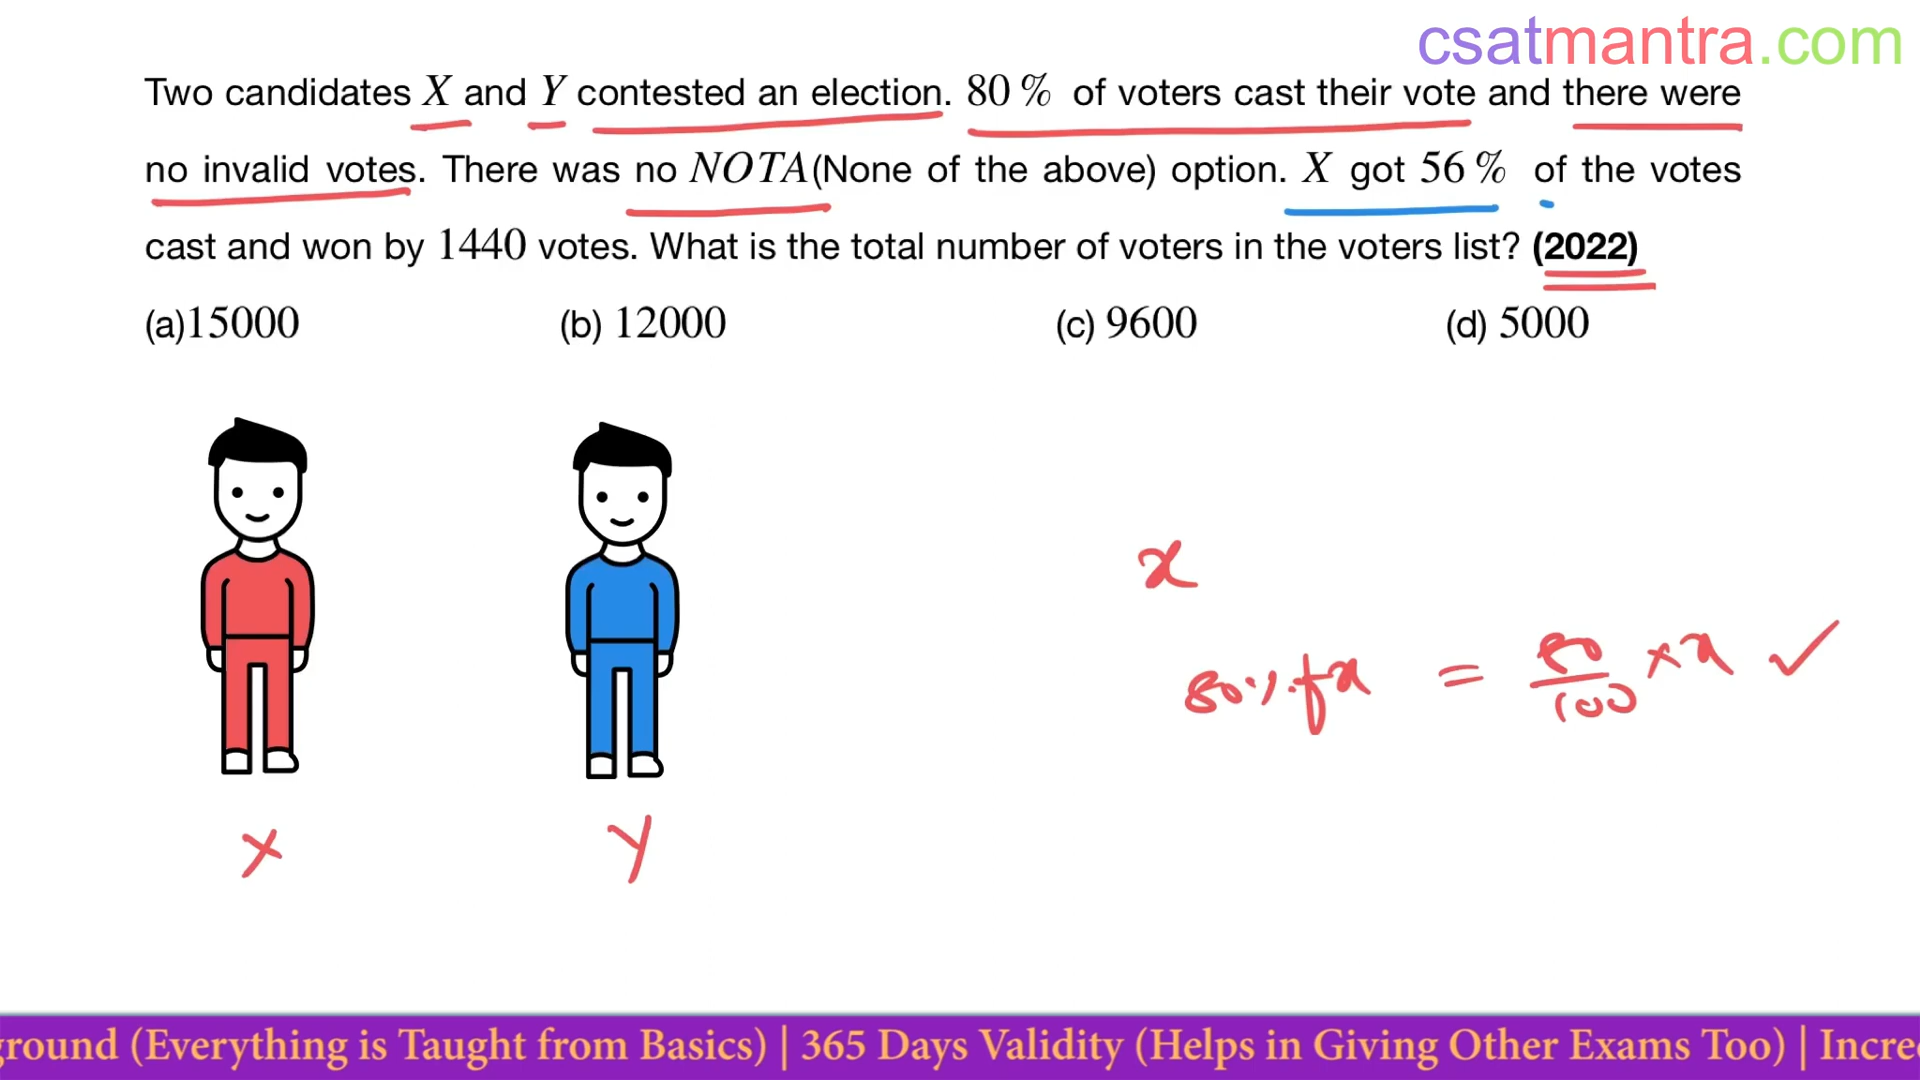 csatmantra.com
Two candidates X and Y contested an election. 80 % of voters cast their vote and there were
no invalid votes. There was no NOTA(None of the above) option. X got 56 % of the votes
cast and won by 1440 votes. What is the total number of voters in the voters list? (2022)
(a)15000 (b) 12000 (c) 9600 (d) 5000
x
80% of x = 80/100 × x ✓
X Y
ground (Everything is Taught from Basics) | 365 Days Validity (Helps in Giving Other Exams Too) | Incre